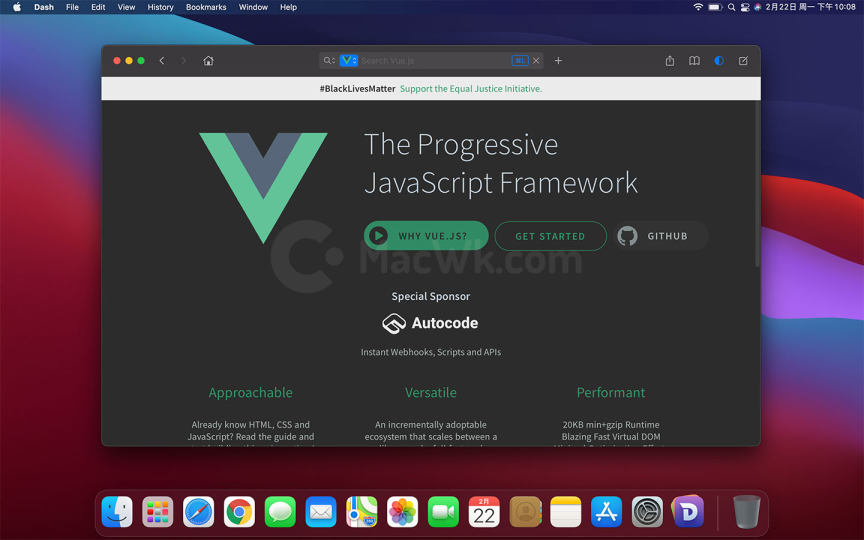 Dash File Edit View History Bookmarks Window Help 2月22日 周一 下午10:08
Search Vue.js
#BlackLivesMatter Support the Equal Justice Initiative.
The Progressive
JavaScript Framework
WHY VUE.JS? GET STARTED GITHUB
MacWk.com
Special Sponsor
Autocode
Instant Webhooks, Scripts and APIs
Approachable Versatile Performant
Already know HTML, CSS and An incrementally adoptable 20KB min+gzip Runtime
JavaScript? Read the guide and ecosystem that scales between a Blazing Fast Virtual DOM
2月
22